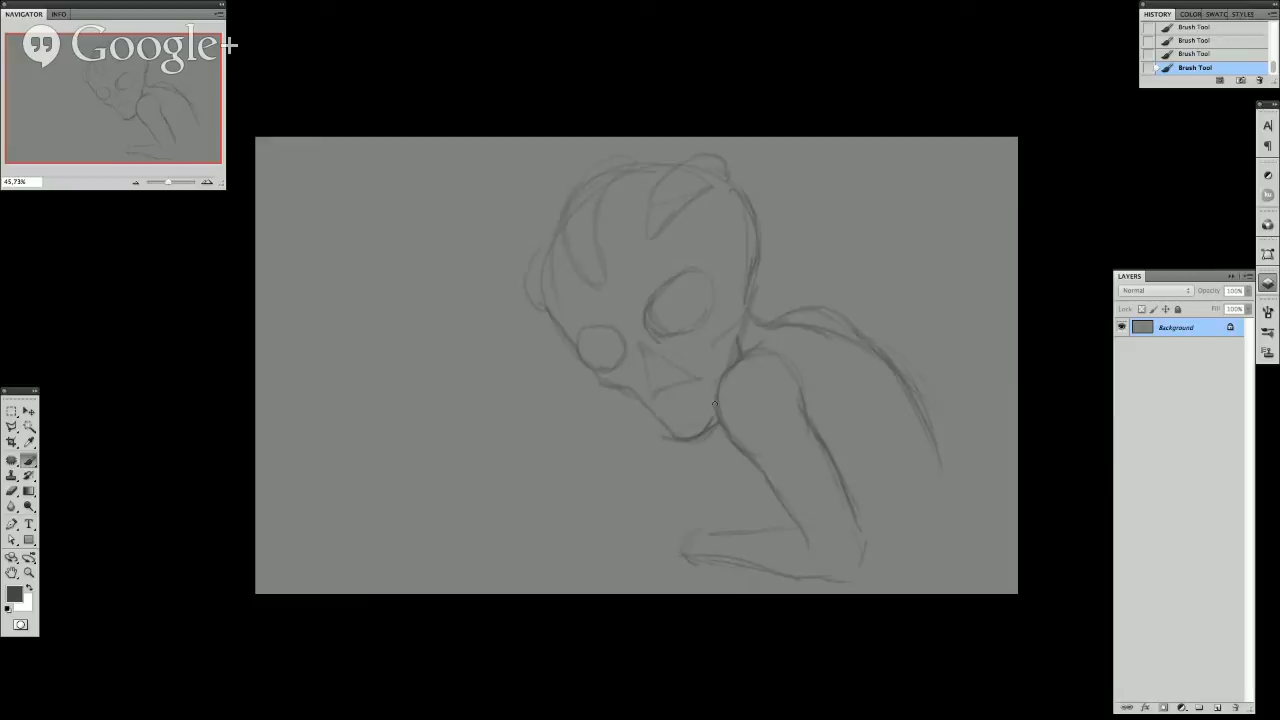 NAVIGATOR INFO
Google+
45,73%
HISTORY COLOR SWATC STYLES
Brush Tool
Brush Tool
Brush Tool
Brush Tool
LAYERS
Normal Opacity: 100%
Lock: Fill: 100%
Background